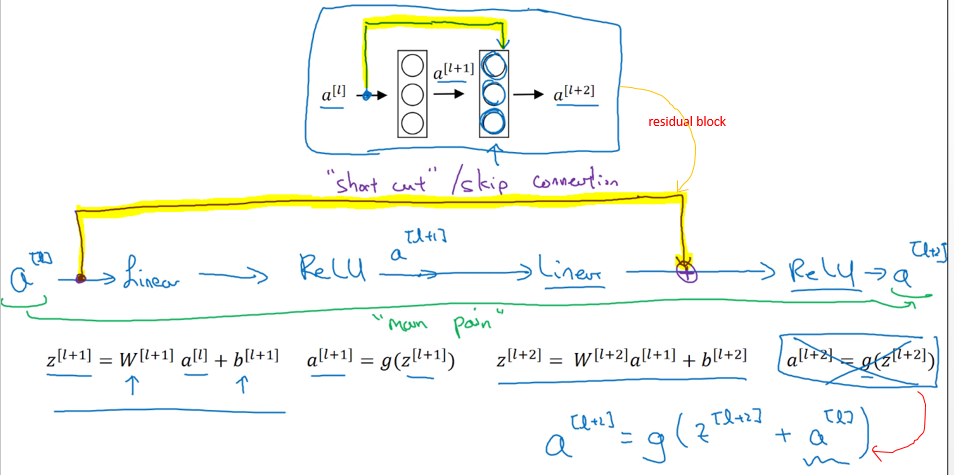 a^[l] a^[l+1] a^[l+2]
residual block
"short cut" / skip connection
a^[l] → Linear → ReLU a^[l+1] → Linear → ⊕ → ReLU → a^[l+2]
"main path"
z^[l+1] = W^[l+1] a^[l] + b^[l+1] a^[l+1] = g(z^[l+1]) z^[l+2] = W^[l+2] a^[l+1] + b^[l+2] a^[l+2] = g(z^[l+2])
a^[l+2] = g(z^[l+2] + a^[l])